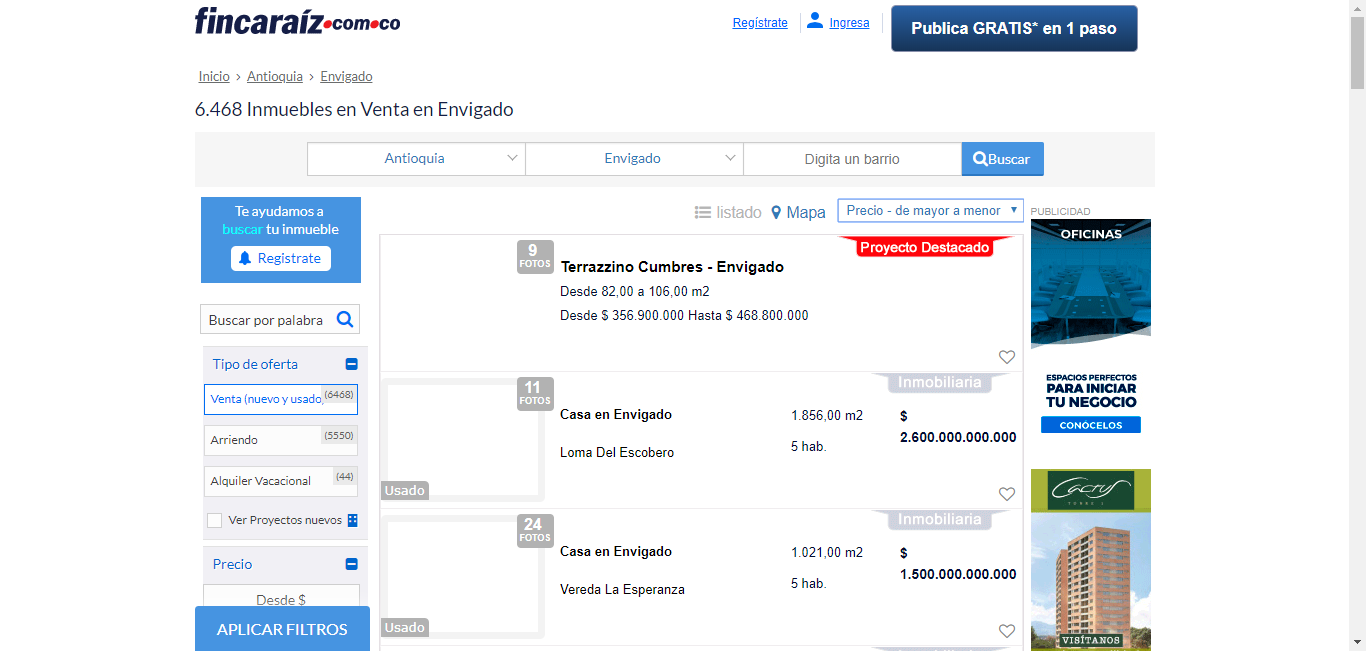 fincaraíz.com.co
Regístrate
Ingresa
Publica GRATIS* en 1 paso
Inicio > Antioquia > Envigado
6.468 Inmuebles en Venta en Envigado
Antioquia
Envigado
Digita un barrio
Buscar
Te ayudamos a
buscar tu inmueble
Registrate
listado
Mapa
Precio - de mayor a menor
PUBLICIDAD
Buscar por palabra
Tipo de oferta
Venta (nuevo y usado)
(6468)
Arriendo
(5550)
Alquiler Vacacional
(44)
Ver Proyectos nuevos
Precio
Desde $
APLICAR FILTROS
9
FOTOS
Proyecto Destacado
Terrazzino Cumbres - Envigado
Desde 82,00 a 106,00 m2
Desde $ 356.900.000 Hasta $ 468.800.000
11
FOTOS
Usado
Inmobiliaria
Casa en Envigado
Loma Del Escobero
1.856,00 m2
5 hab.
$
2.600.000.000.000
24
FOTOS
Usado
Inmobiliaria
Casa en Envigado
Vereda La Esperanza
1.021,00 m2
5 hab.
$
1.500.000.000.000
Inmobiliaria
OFICINAS
ESPACIOS PERFECTOS
PARA INICIAR
TU NEGOCIO
CONÓCELOS
Cactus
VISÍTANOS